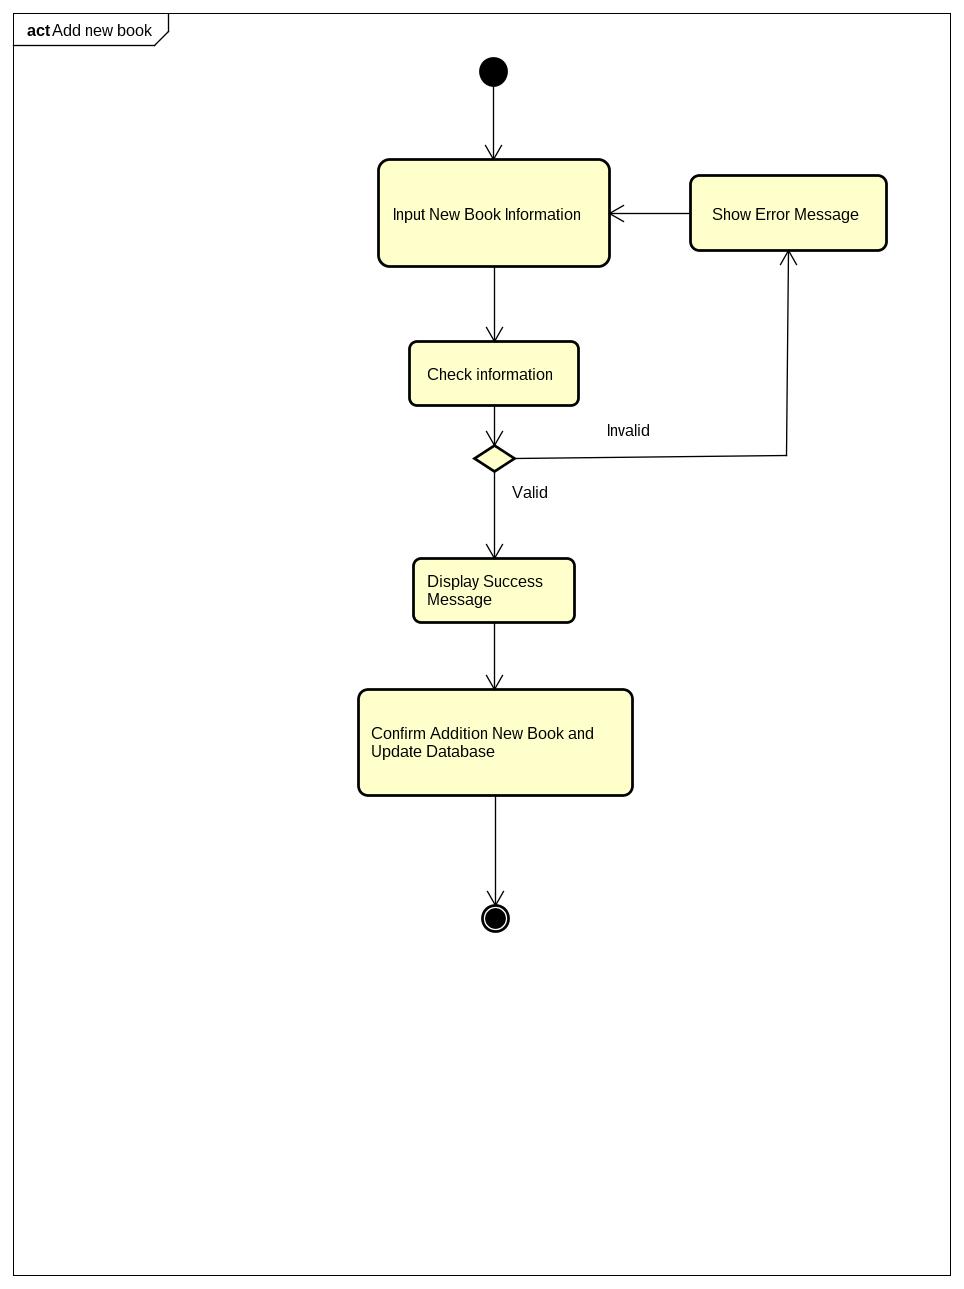 act Add new book
Input New Book Information
Show Error Message
Check information
Invalid
Valid
Display Success
Message
Confirm Addition New Book and
Update Database